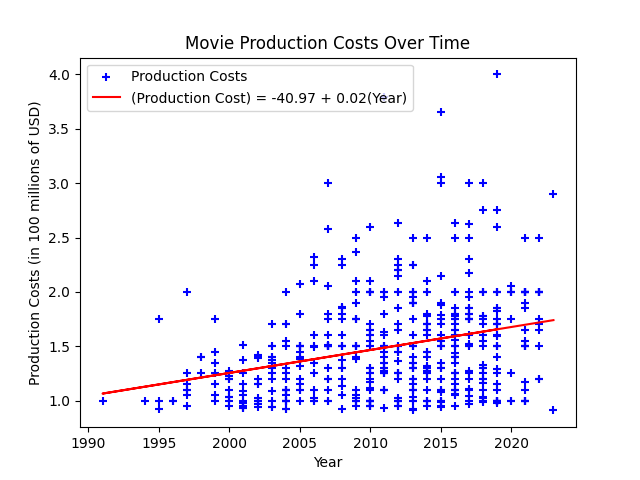 Movie Production Costs Over Time
Production Costs
(Production Cost) = -40.97 + 0.02(Year)
Production Costs (in 100 millions of USD)
4.0
3.5
3.0
2.5
2.0
1.5
1.0
1990 1995 2000 2005 2010 2015 2020
Year